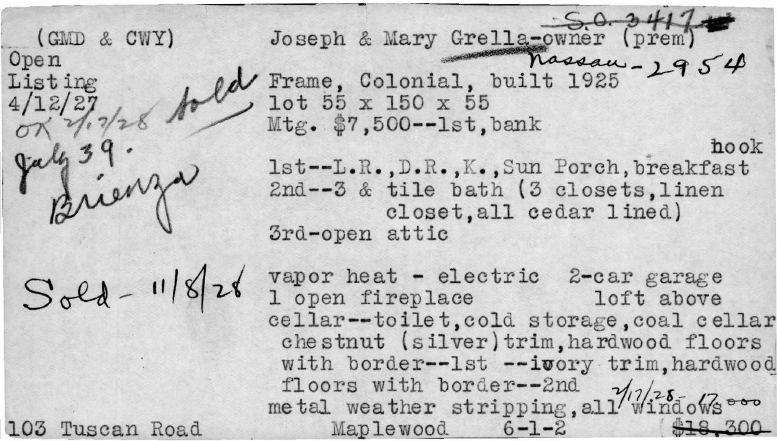 S.O. 3417
(GMD & CWY) Joseph & Mary Grella-owner (prem)
Open Nassau-2954
Listing Frame, Colonial, built 1925
4/12/27 sold lot 55 x 150 x 55
OK 2/17/28 Mtg. $7,500--1st,bank
July 39. hook
Brienza 1st--L.R.,D.R.,K.,Sun Porch,breakfast
2nd--3 & tile bath (3 closets,linen
closet,all cedar lined)
3rd-open attic
Sold - 11/8/28 vapor heat - electric 2-car garage
1 open fireplace loft above
cellar--toilet,cold storage,coal cellar
chestnut (silver)trim,hardwood floors
with border--1st --ivory trim,hardwood
floors with border--2nd
2/17/28- 17000
metal weather stripping,all windows
103 Tuscan Road Maplewood 6-1-2 $18,300